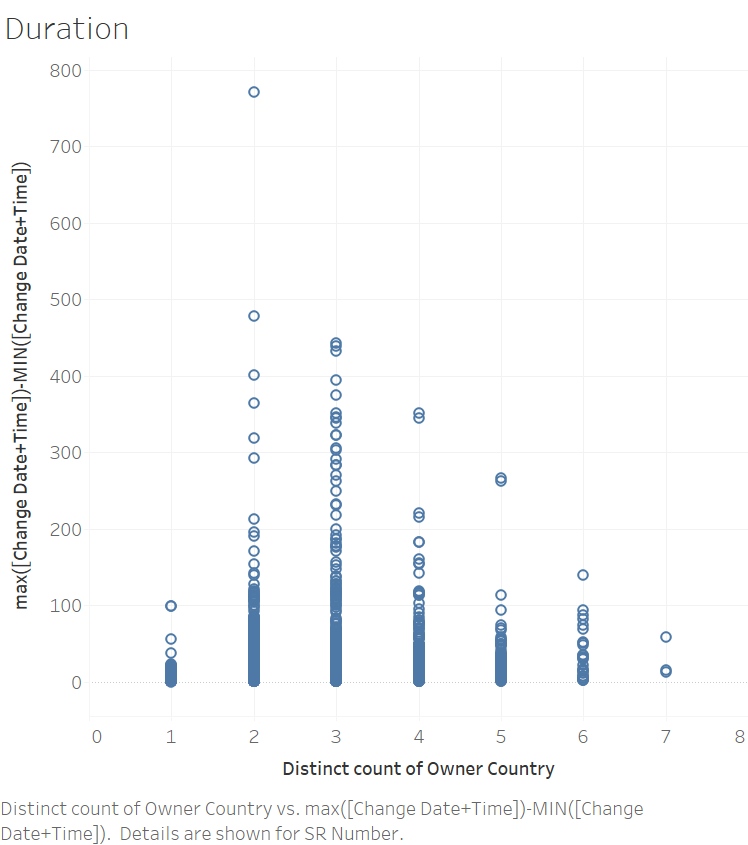 Duration
800
700
600
500
400
300
200
100
0
max([Change Date+Time])-MIN([Change Date+Time])
0 1 2 3 4 5 6 7 8
Distinct count of Owner Country
Distinct count of Owner Country vs. max([Change Date+Time])-MIN([Change
Date+Time]).  Details are shown for SR Number.